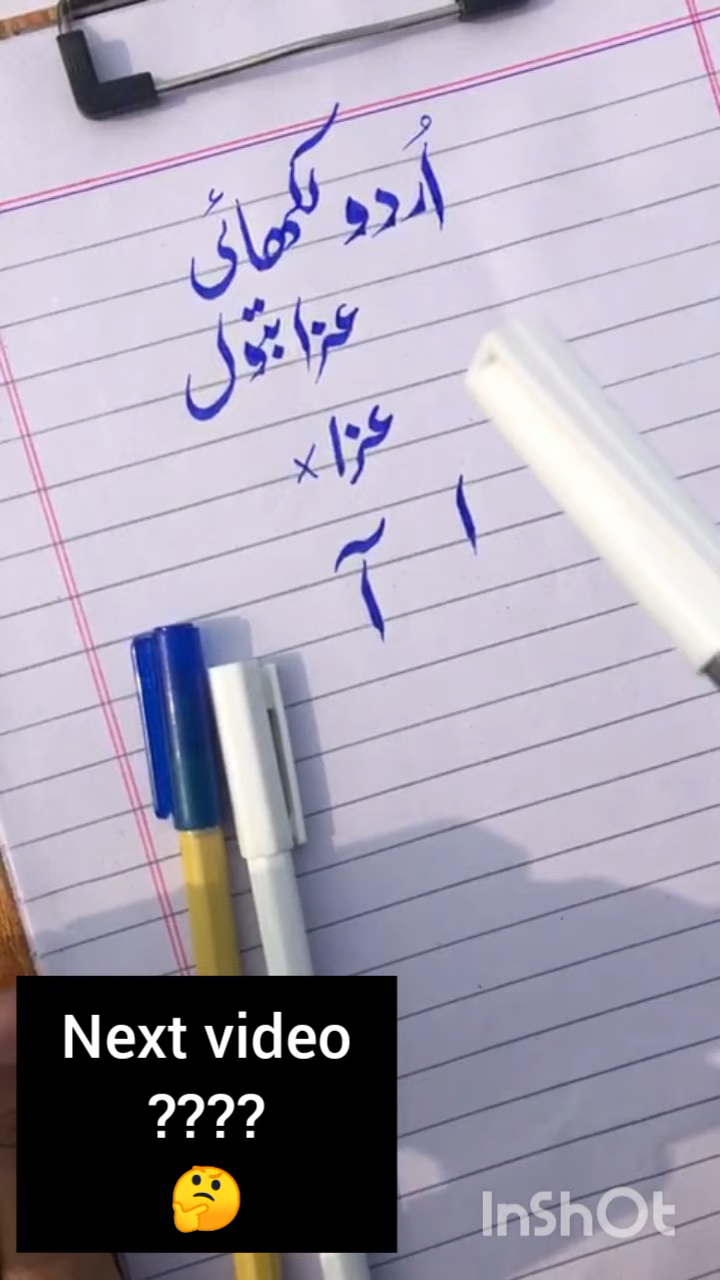 اُردو لکھائی
عزا بتول
عزا ×
ا آ
Next video
????
🤔
InShOt